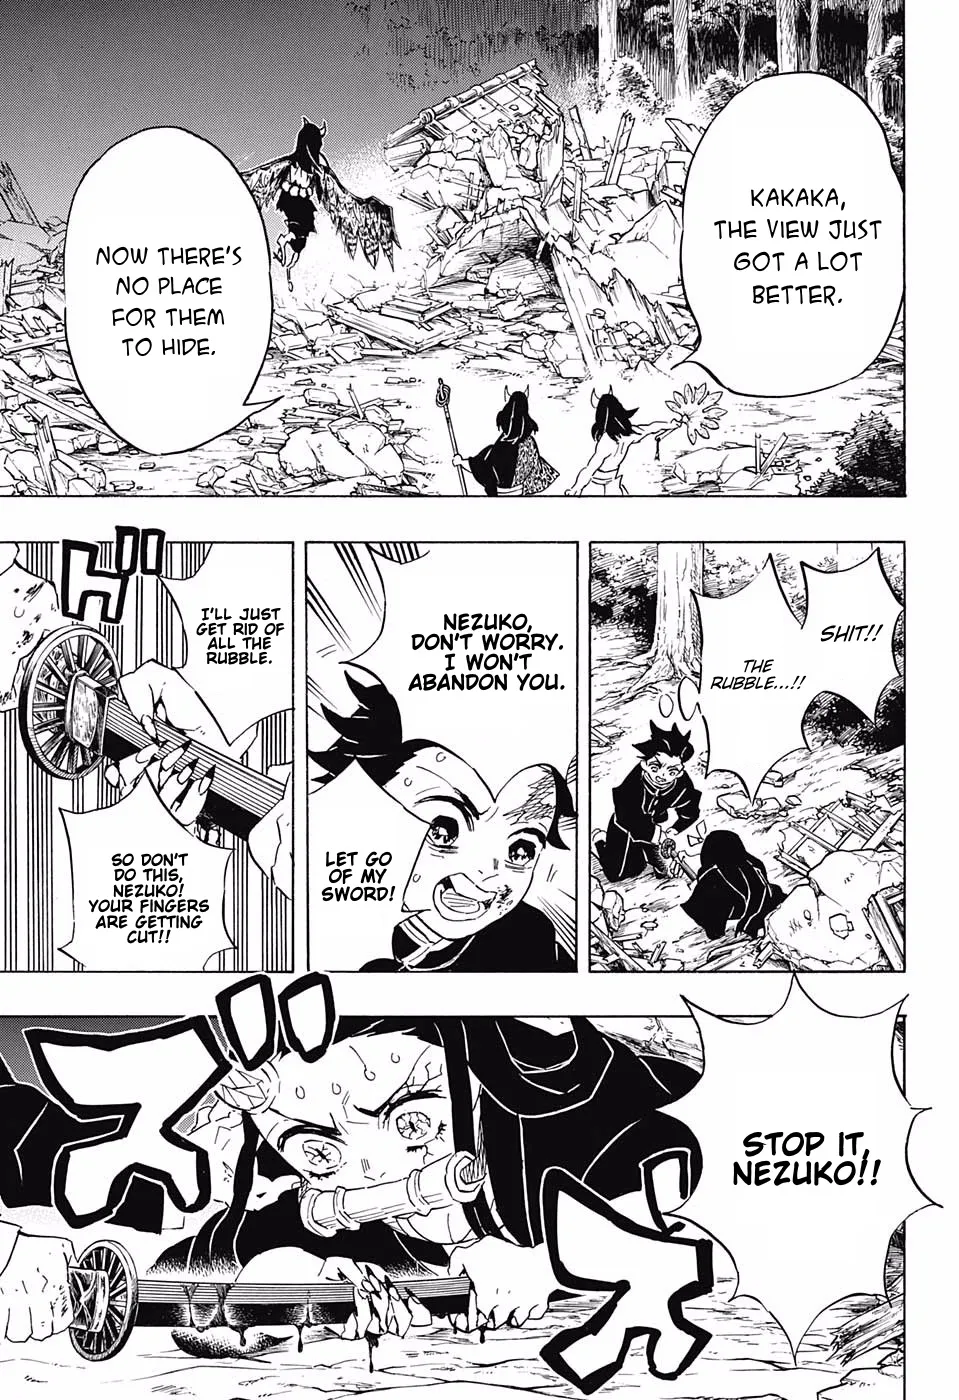 KAKAKA,
THE VIEW JUST
GOT A LOT
BETTER.
NOW THERE'S
NO PLACE
FOR THEM
TO HIDE.
SHIT!!
THE
RUBBLE...!!
NEZUKO,
DON'T WORRY.
I WON'T
ABANDON YOU.
LET GO
OF MY
SWORD!
I'LL JUST
GET RID OF
ALL THE
RUBBLE.
SO DON'T
DO THIS,
NEZUKO!
YOUR FINGERS
ARE GETTING
CUT!!
STOP IT,
NEZUKO!!